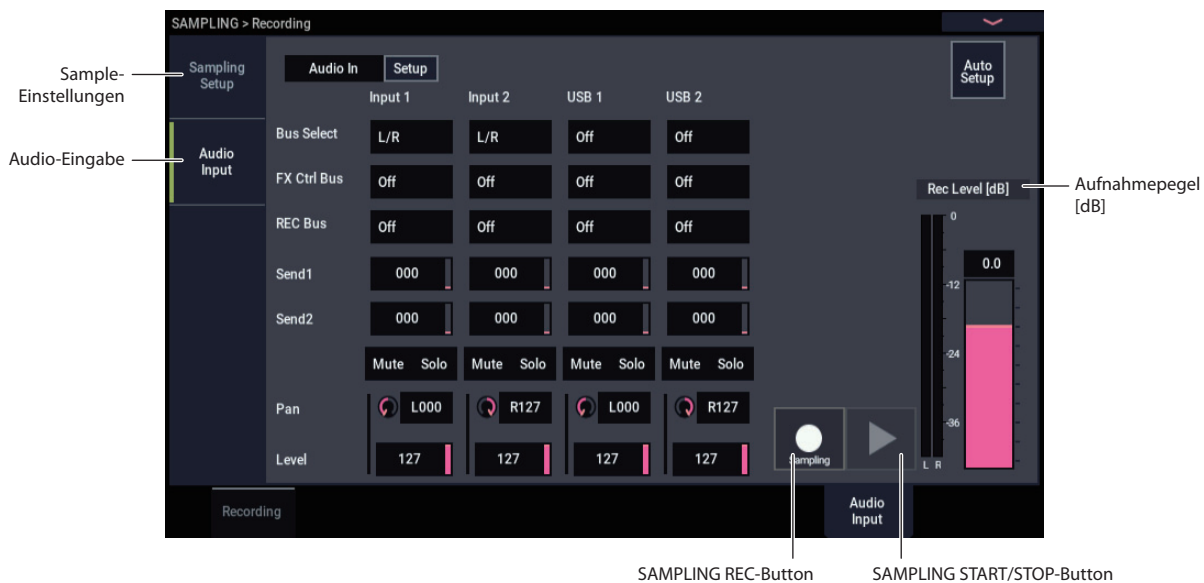 SAMPLING > Recording
Sample-
Einstellungen
Sampling
Setup
Audio In Setup
Auto
Setup
Input 1 Input 2 USB 1 USB 2
Audio-Eingabe
Audio
Input
Bus Select L/R L/R Off Off
FX Ctrl Bus Off Off Off Off
Rec Level [dB]
Aufnahmepegel
[dB]
REC Bus Off Off Off Off
0
Send1 000 000 000 000
0.0
-12
Send2 000 000 000 000
-24
Mute Solo Mute Solo Mute Solo Mute Solo
Pan L000 R127 L000 R127
-36
Level 127 127 127 127
Sampling
L R
Recording
Audio
Input
SAMPLING REC-Button
SAMPLING START/STOP-Button